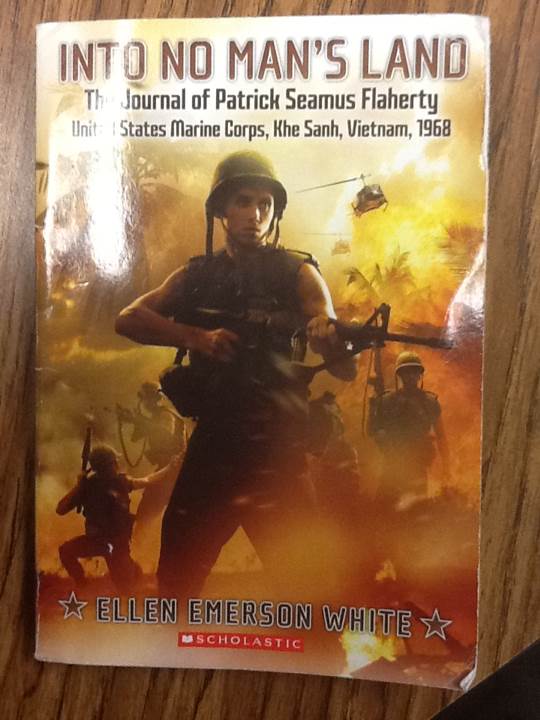 INTO NO MAN'S LAND
The Journal of Patrick Seamus Flaherty
United States Marine Corps, Khe Sanh, Vietnam, 1968
ELLEN EMERSON WHITE
SCHOLASTIC